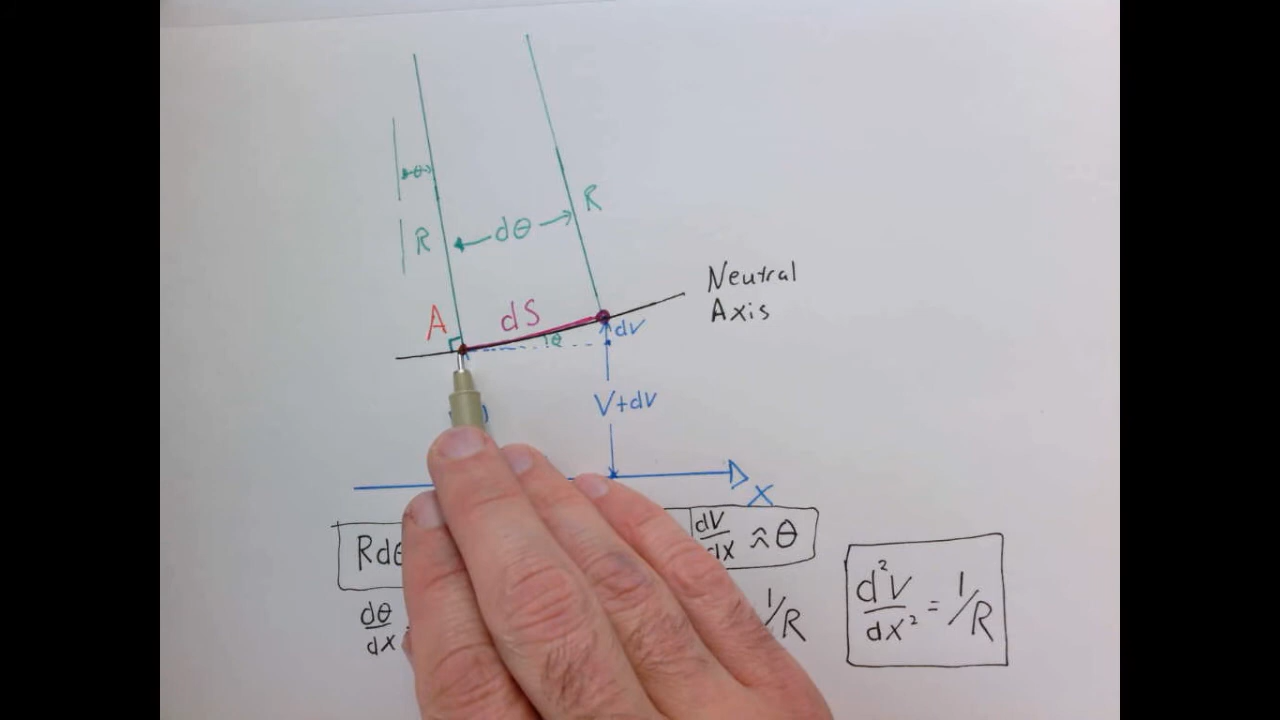 θ
R
R
dθ
Neutral
Axis
A
dS
dv
θ
V+dV
X
Rdθ
dV/dX ≈ θ
dθ/dX
1/R
d²V/dX² = 1/R